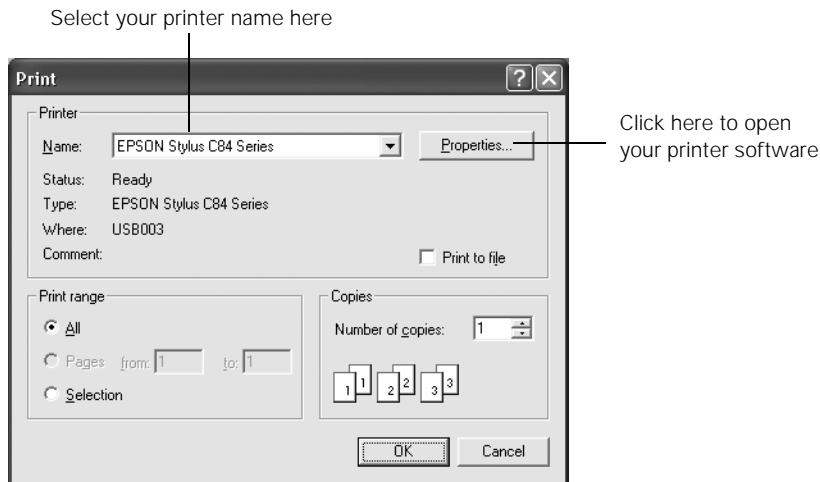 Select your printer name here
Print
Printer
Name: EPSON Stylus C84 Series Properties...
Click here to open
your printer software
Status: Ready
Type: EPSON Stylus C84 Series
Where: USB003
Comment: Print to file
Print range
All
Pages from: 1 to: 1
Selection
Copies
Number of copies: 1
1 1 2 2 3 3
OK Cancel